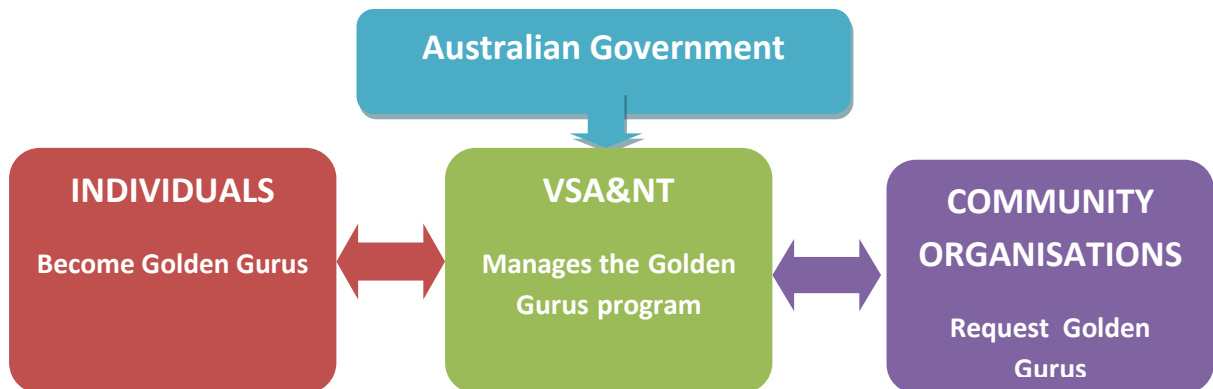 Australian Government
INDIVIDUALS
Become Golden Gurus
VSA&NT
Manages the Golden
Gurus program
COMMUNITY
ORGANISATIONS
Request Golden
Gurus